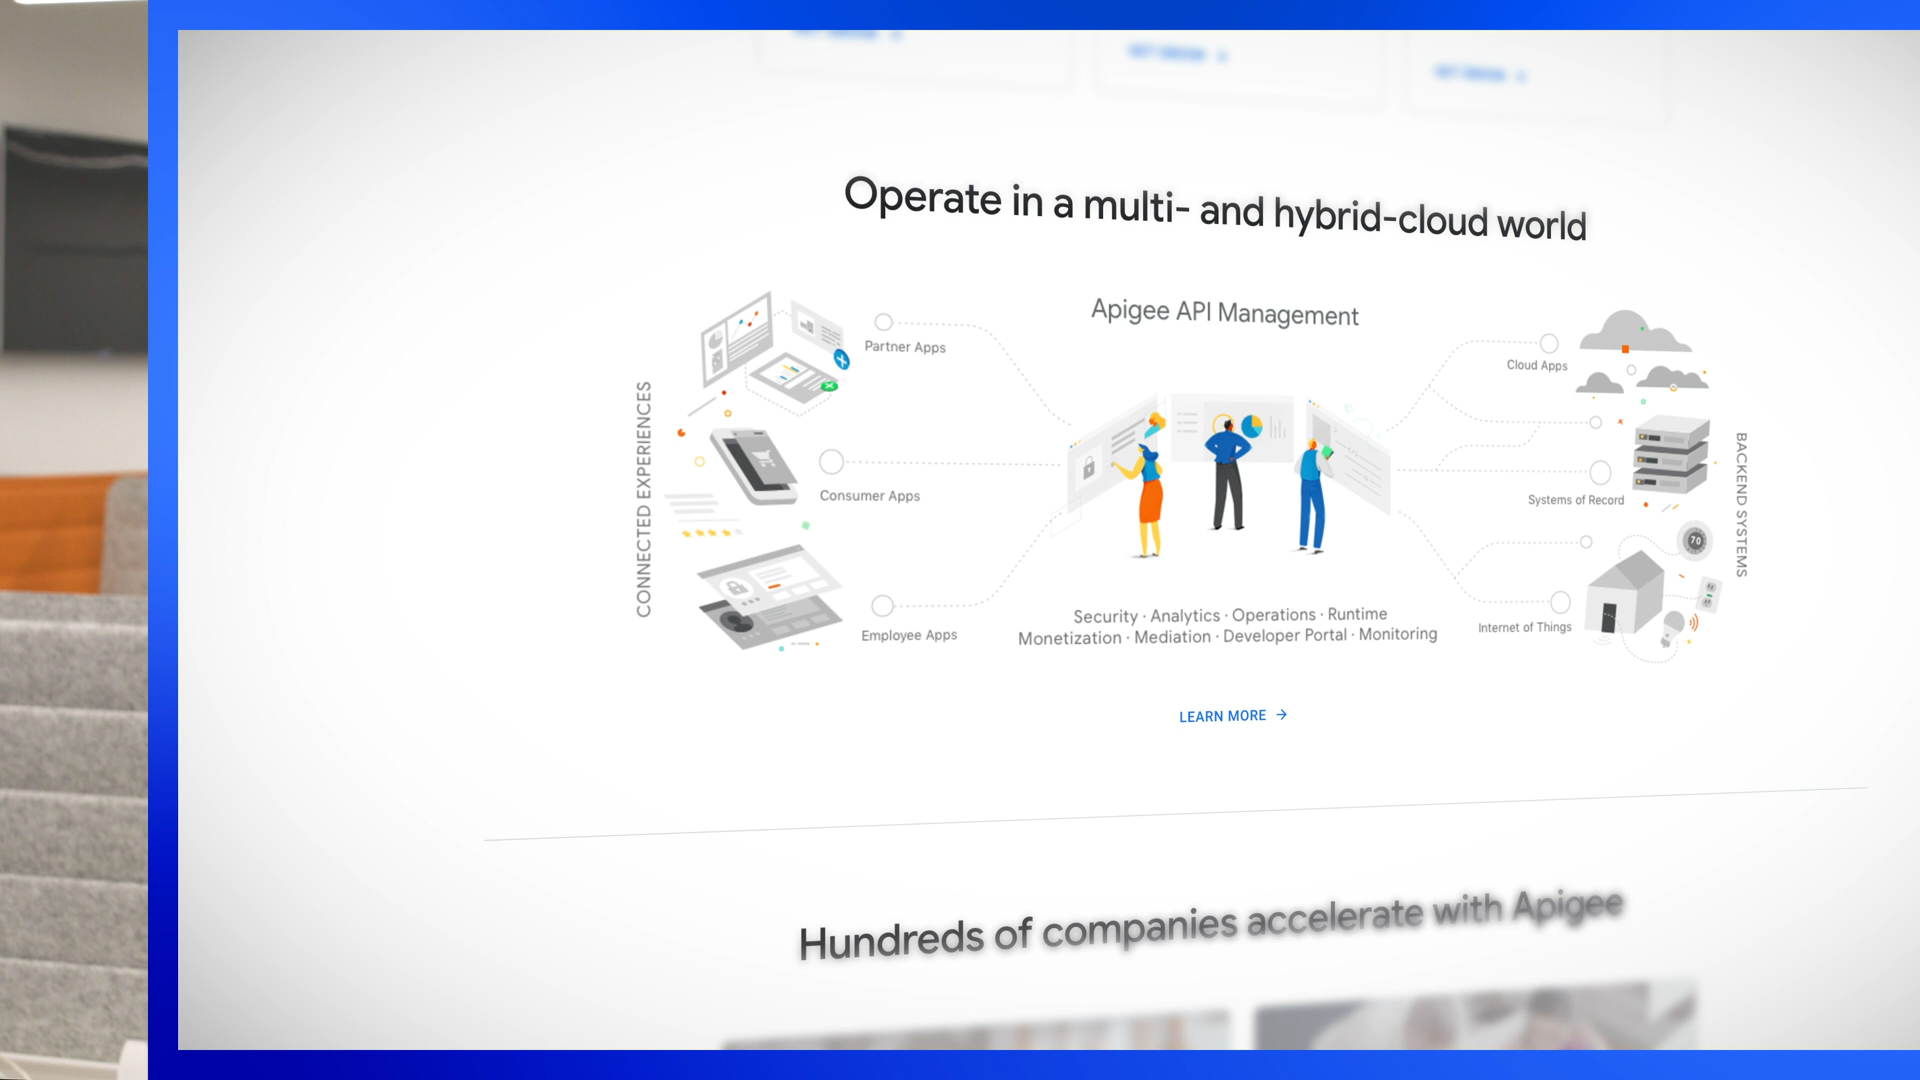 Operate in a multi- and hybrid-cloud world
Apigee API Management
CONNECTED EXPERIENCES
Partner Apps
Consumer Apps
Employee Apps
Cloud Apps
Systems of Record
Internet of Things
70
BACKEND SYSTEMS
Security · Analytics · Operations · Runtime
Monetization · Mediation · Developer Portal · Monitoring
LEARN MORE →
Hundreds of companies accelerate with Apigee